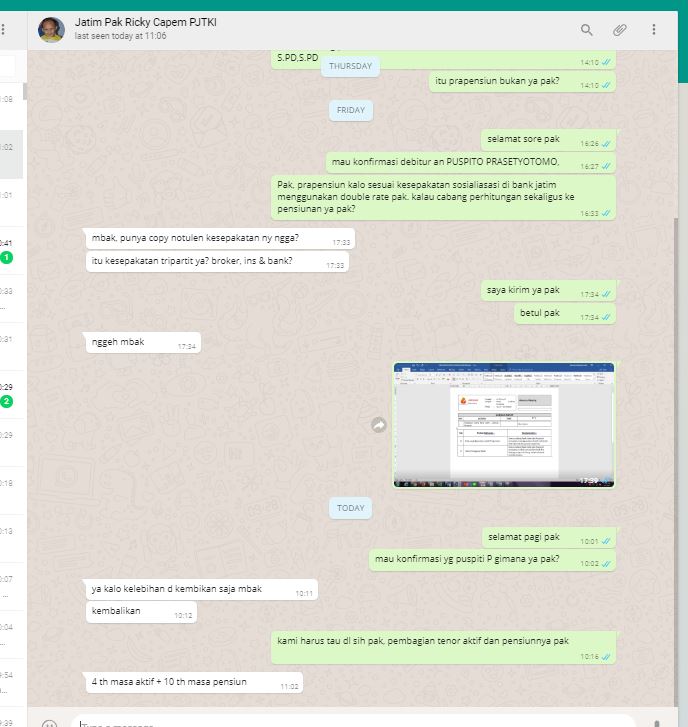 Jatim Pak Ricky Capem PJTKI
last seen today at 11:06
S.PD,S.PD
14:10
THURSDAY
itu prapensiun bukan ya pak?
14:10
FRIDAY
selamat sore pak
16:26
mau konfirmasi debitur an PUSPITO PRASETYOTOMO,
16:27
Pak, prapensiun kalo sesuai kesepakatan sosialiasasi di bank jatim
menggunakan double rate pak. kalau cabang perhitungan sekaligus ke
pensiunan ya pak?
16:33
mbak, punya copy notulen kesepakatan ny ngga?
17:33
itu kesepakatan tripartit ya? broker, ins & bank?
17:33
saya kirim ya pak
17:34
betul pak
17:34
nggeh mbak
17:34
17:39
TODAY
selamat pagi pak
10:01
mau konfirmasi yg puspiti P gimana ya pak?
10:02
ya kalo kelebihan d kembikan saja mbak
10:11
kembalikan
10:12
kami harus tau dl sih pak, pembagian tenor aktif dan pensiunnya pak
10:16
4 th masa aktif + 10 th masa pensiun
11:02
Type a message